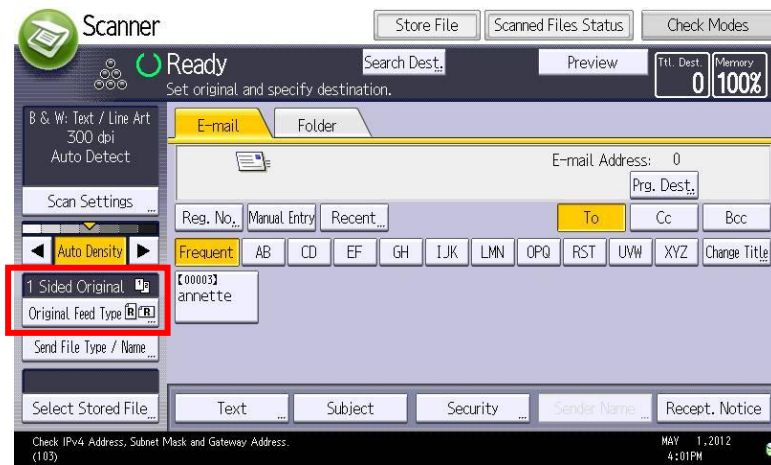 Scanner
Store File
Scanned Files Status
Check Modes
Ready
Search Dest.
Preview
Ttl. Dest.
0
Memory
100%
Set original and specify destination.
B & W: Text / Line Art
300 dpi
Auto Detect
Scan Settings
Auto Density
1 Sided Original
Original Feed Type
Send File Type / Name
Select Stored File
E-mail
Folder
E-mail Address: 0
Prg. Dest.
Reg. No.
Manual Entry
Recent
To
Cc
Bcc
Frequent
AB
CD
EF
GH
IJK
LMN
OPQ
RST
UVW
XYZ
Change Title
【00003】
annette
Text
Subject
Security
Sender Name
Recept. Notice
Check IPv4 Address, Subnet Mask and Gateway Address.
(103)
MAY 1,2012
4:01PM